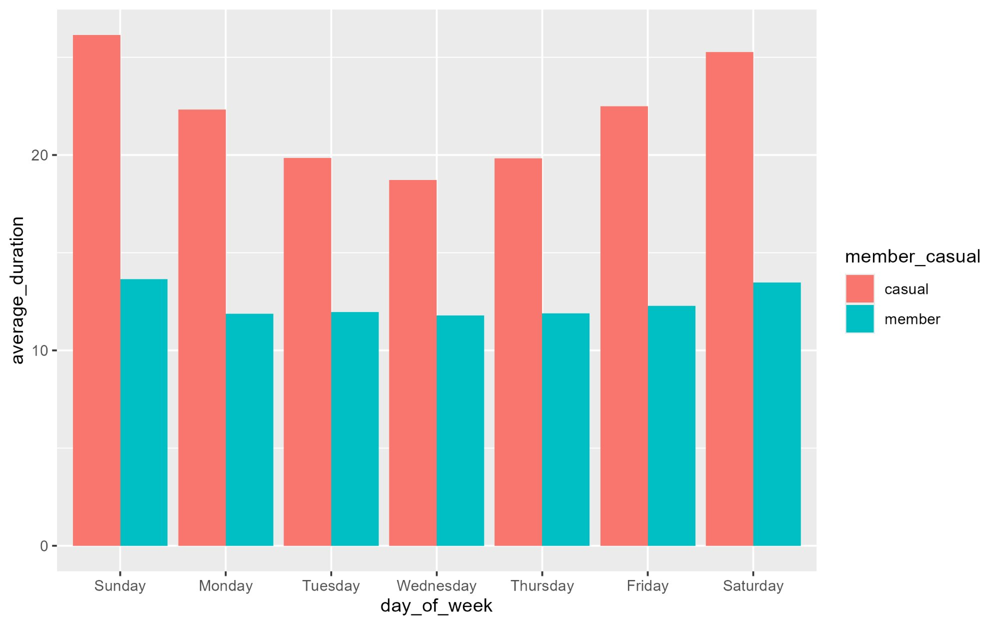 20
10
0
average_duration
Sunday Monday Tuesday Wednesday Thursday Friday Saturday
day_of_week
member_casual
casual
member